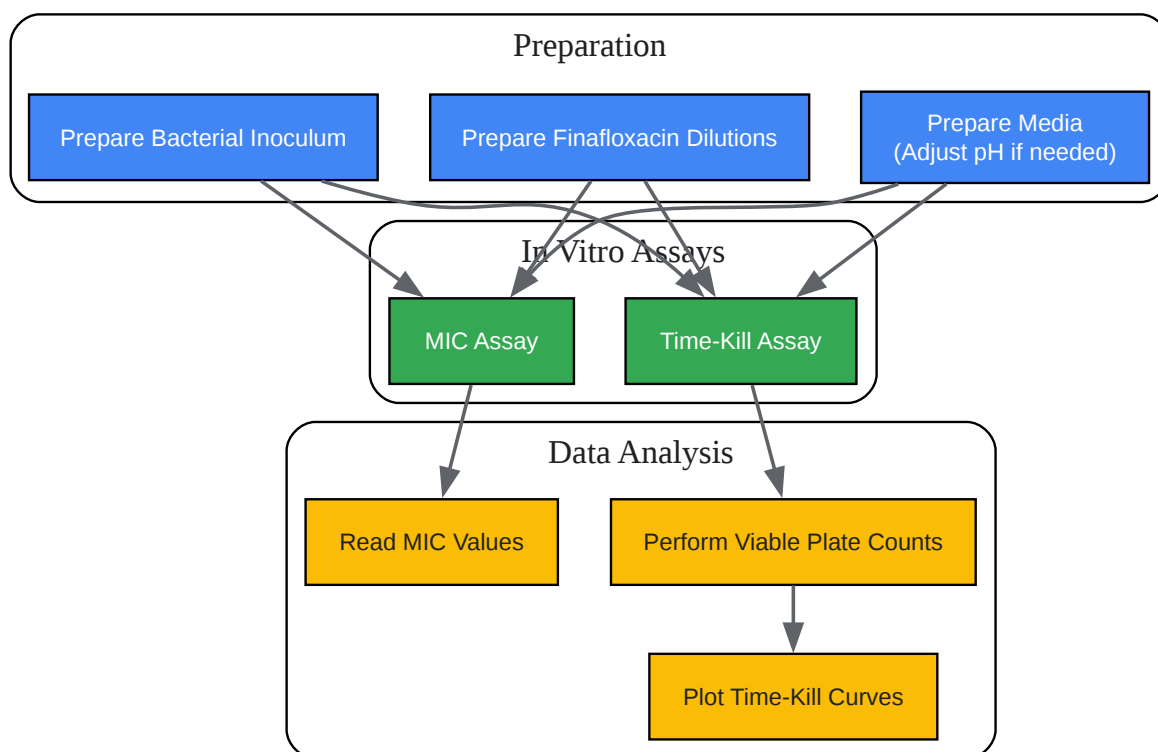 Preparation
Prepare Bacterial Inoculum
Prepare Finafloxacin Dilutions
Prepare Media
(Adjust pH if needed)
In Vitro Assays
MIC Assay
Time-Kill Assay
Data Analysis
Read MIC Values
Perform Viable Plate Counts
Plot Time-Kill Curves